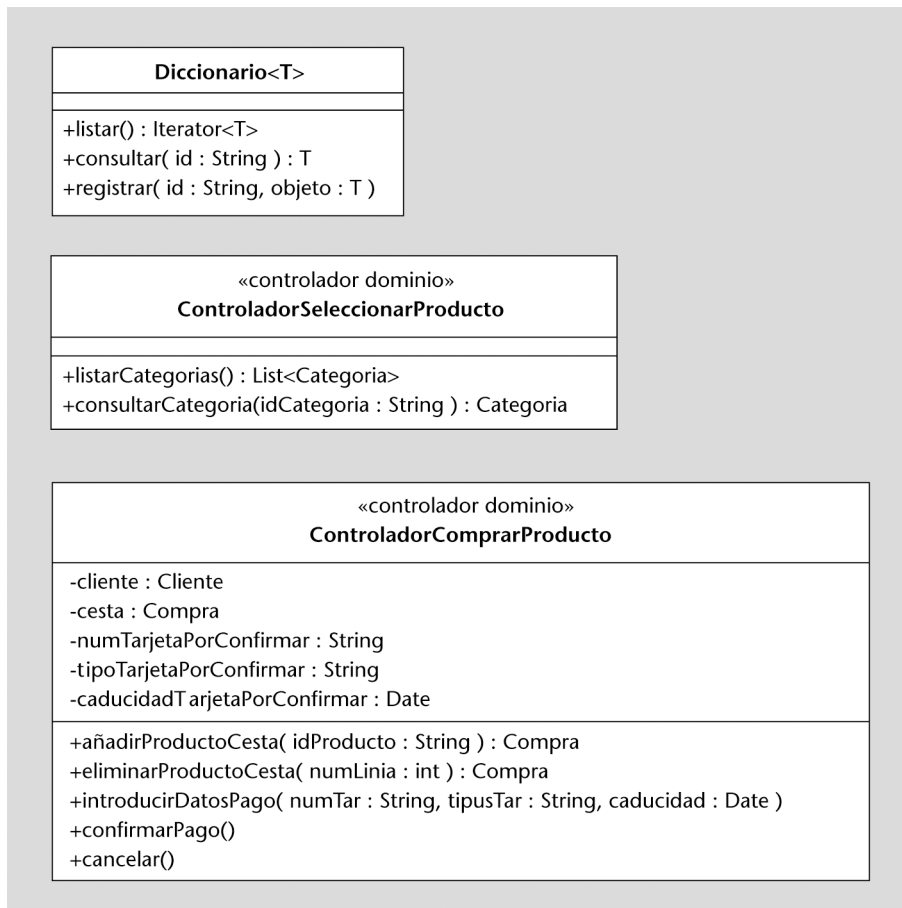 Diccionario<T>
+listar() : Iterator<T>
+consultar( id : String ) : T
+registrar( id : String, objeto : T )
«controlador dominio»
ControladorSeleccionarProducto
+listarCategorias() : List<Categoria>
+consultarCategoria(idCategoria : String ) : Categoria
«controlador dominio»
ControladorComprarProducto
-cliente : Cliente
-cesta : Compra
-numTarjetaPorConfirmar : String
-tipoTarjetaPorConfirmar : String
-caducidadTarjetaPorConfirmar : Date
+añadirProductoCesta( idProducto : String ) : Compra
+eliminarProductoCesta( numLinia : int ) : Compra
+introducirDatosPago( numTar : String, tipusTar : String, caducidad : Date )
+confirmarPago()
+cancelar()